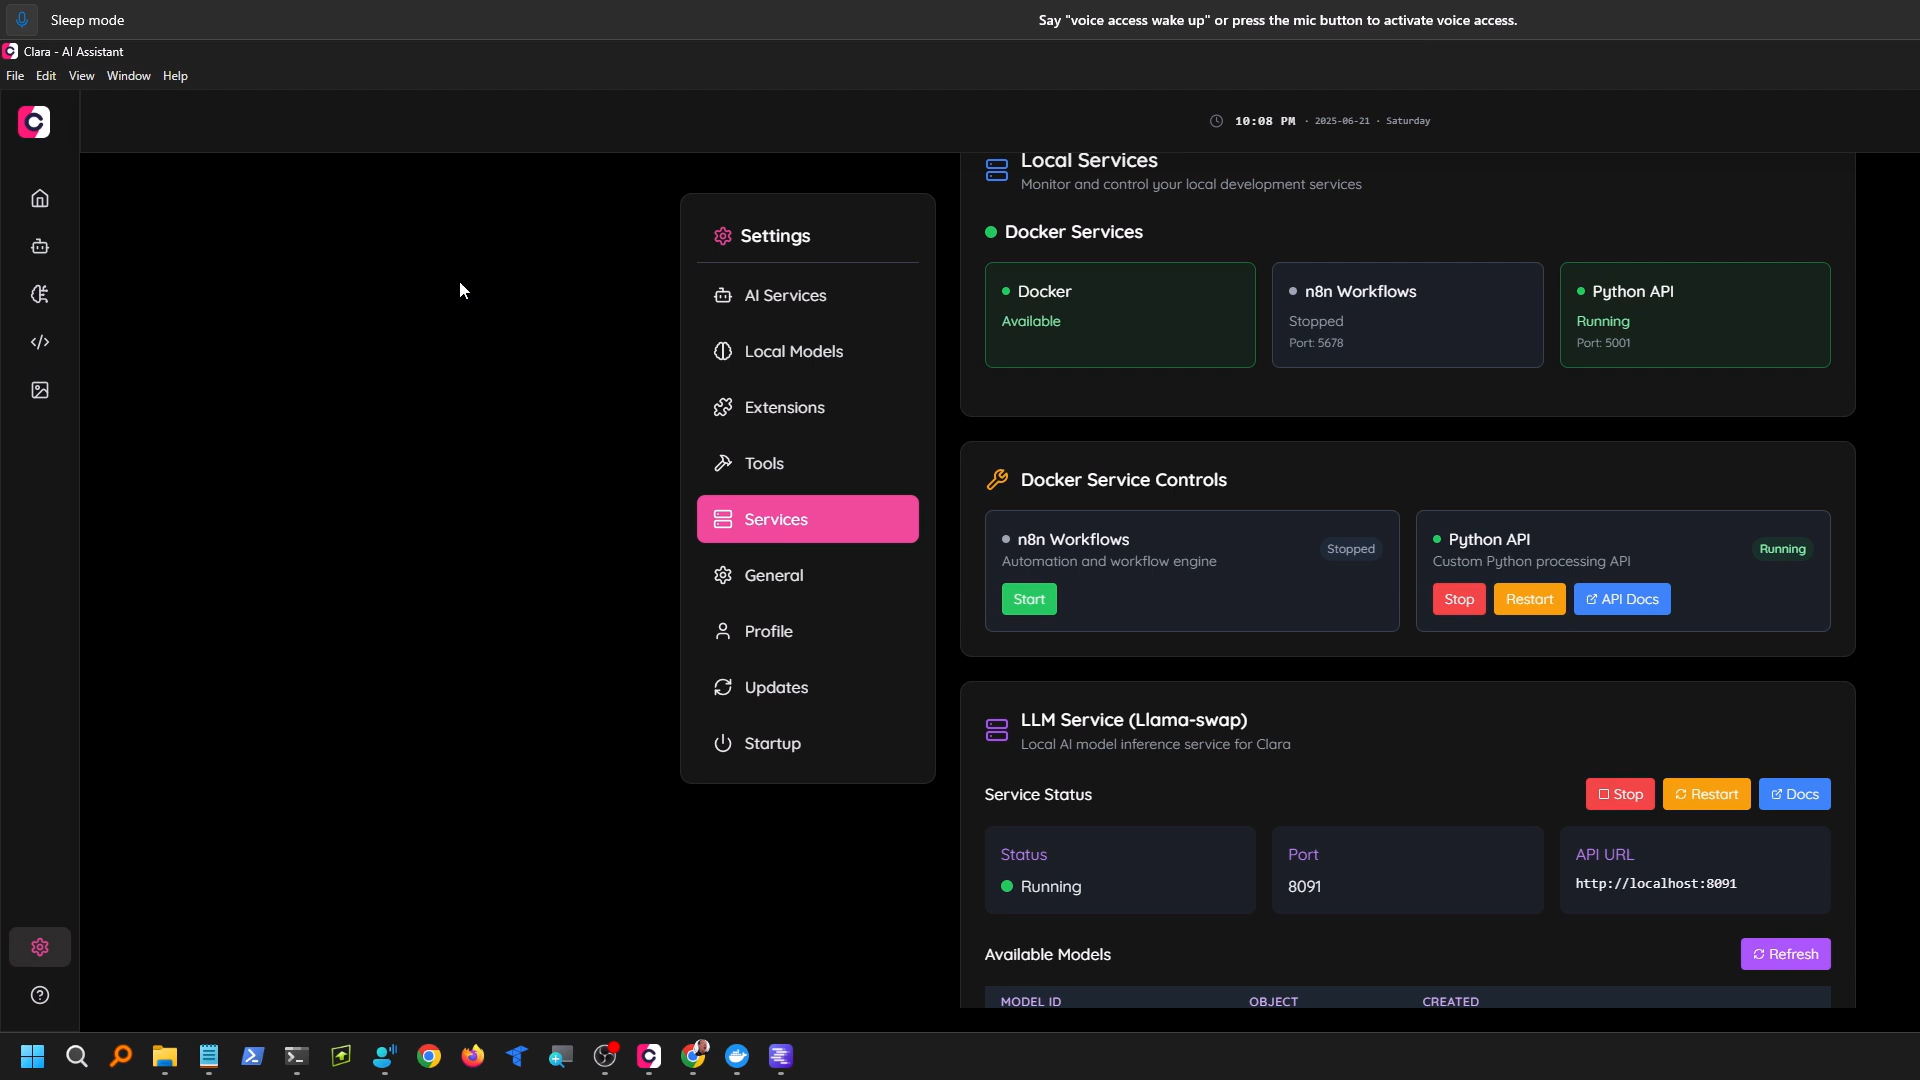 Sleep mode
Say "voice access wake up" or press the mic button to activate voice access.
Clara - AI Assistant
File Edit View Window Help
10:08 PM · 2025-06-21 · Saturday
Settings
AI Services
Local Models
Extensions
Tools
Services
General
Profile
Updates
Startup
Local Services
Monitor and control your local development services
Docker Services
Docker
Available
n8n Workflows
Stopped
Port: 5678
Python API
Running
Port: 5001
Docker Service Controls
n8n Workflows
Automation and workflow engine
Stopped
Start
Python API
Custom Python processing API
Running
Stop Restart API Docs
LLM Service (Llama-swap)
Local AI model inference service for Clara
Service Status
Stop Restart Docs
Status
Running
Port
8091
API URL
http://localhost:8091
Available Models
Refresh
MODEL ID OBJECT CREATED